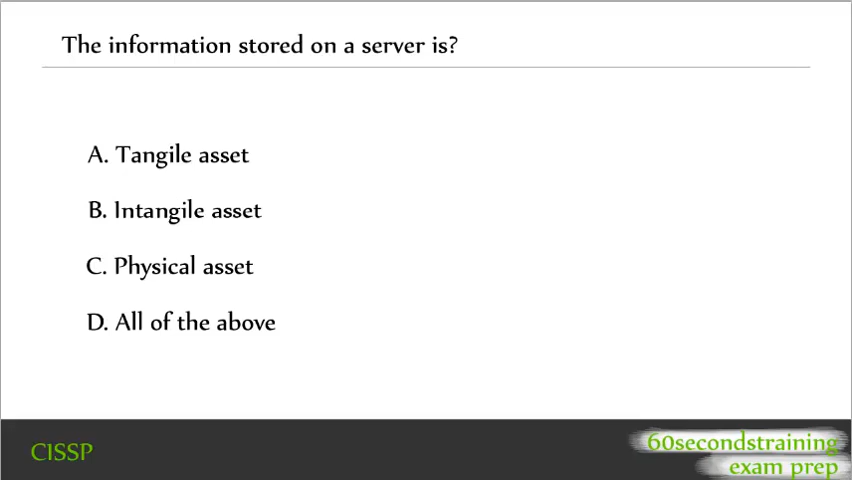 The information stored on a server is?
A. Tangile asset
B. Intangile asset
C. Physical asset
D. All of the above
CISSP
60secondstraining
exam prep